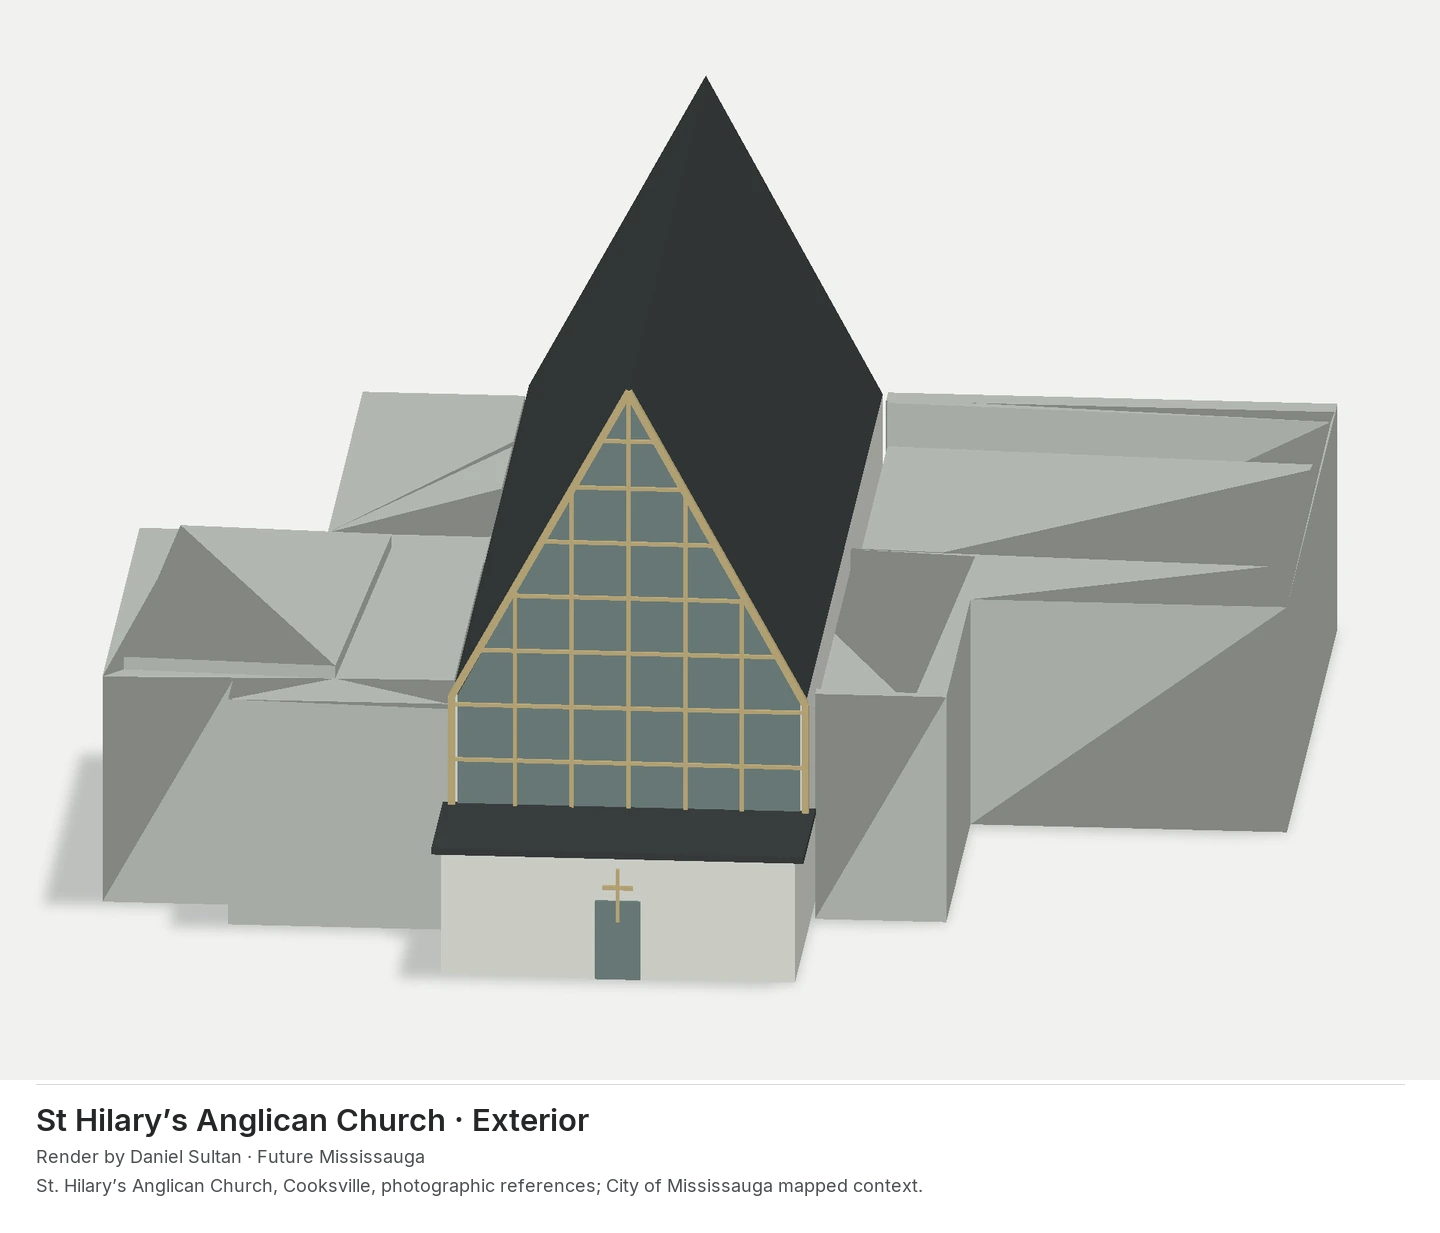 St Hilary’s Anglican Church · Exterior
Render by Daniel Sultan · Future Mississauga
St. Hilary’s Anglican Church, Cooksville, photographic references; City of Mississauga mapped context.